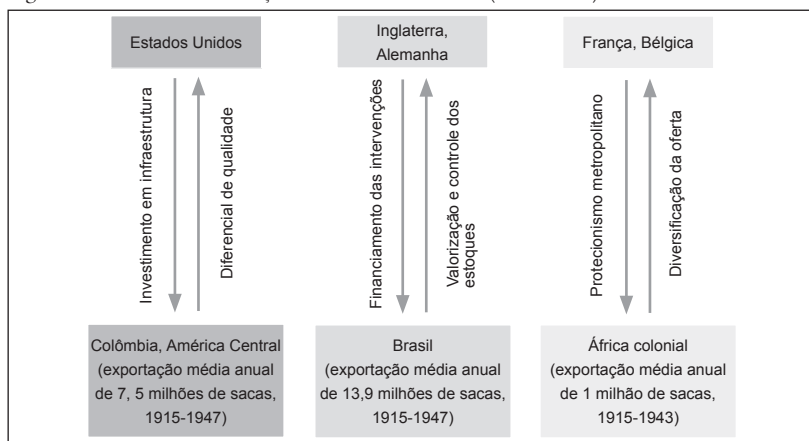 Estados Unidos
Inglaterra,
Alemanha
França, Bélgica
Investimento em infraestrutura
Diferencial de qualidade
Financiamento das intervenções
Valorização e controle dos
estoques
Protecionismo metropolitano
Diversificação da oferta
Colômbia, América Central
(exportação média anual
de 7, 5 milhões de sacas,
1915-1947)
Brasil
(exportação média anual
de 13,9 milhões de sacas,
1915-1947)
África colonial
(exportação média anual
de 1 milhão de sacas,
1915-1943)